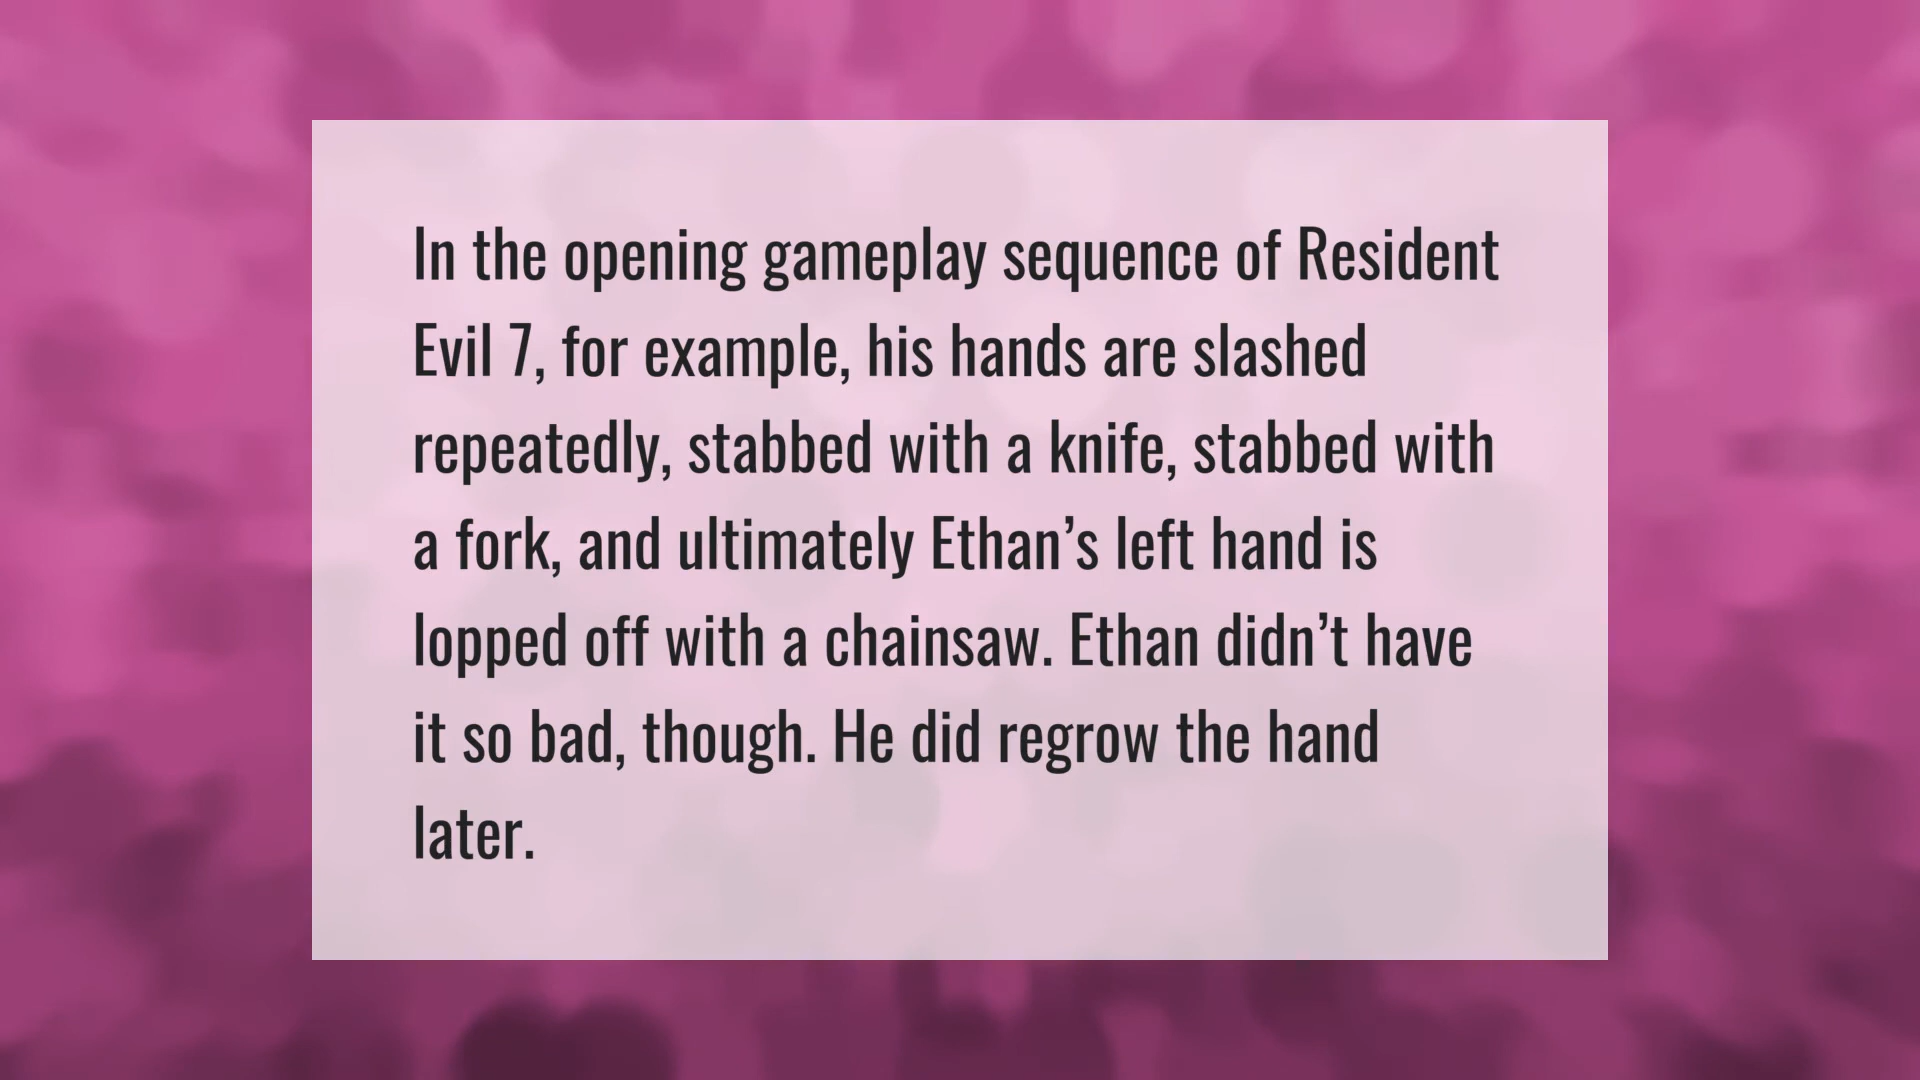 In the opening gameplay sequence of Resident
Evil 7, for example, his hands are slashed
repeatedly, stabbed with a knife, stabbed with
a fork, and ultimately Ethan’s left hand is
lopped off with a chainsaw. Ethan didn’t have
it so bad, though. He did regrow the hand
later.